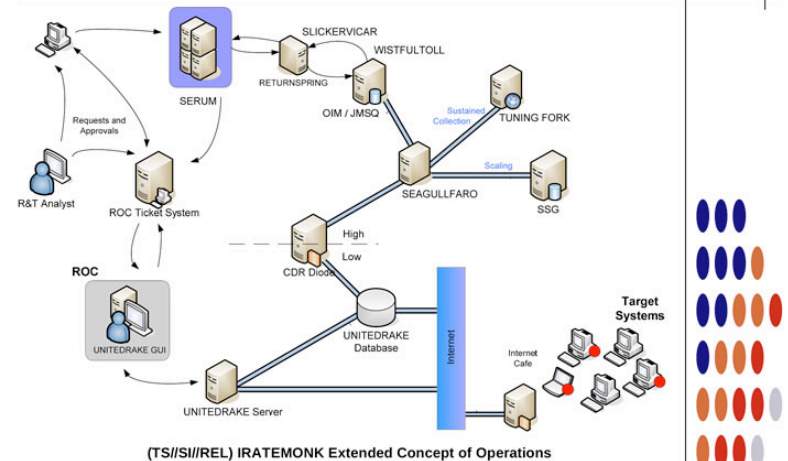 SLICKERVICAR
WISTFULTOLL
RETURNSPRING
SERUM
OIM / JMSQ
Sustained
Collection
TUNING FORK
Requests and
Approvals
Scaling
SEAGULLFARO
SSG
R&T Analyst
ROC Ticket System
High
Low
CDR Diode
ROC
UNITEDRAKE GUI
UNITEDRAKE
Database
Internet
Internet
Cafe
Target
Systems
UNITEDRAKE Server
(TS//SI//REL) IRATEMONK Extended Concept of Operations